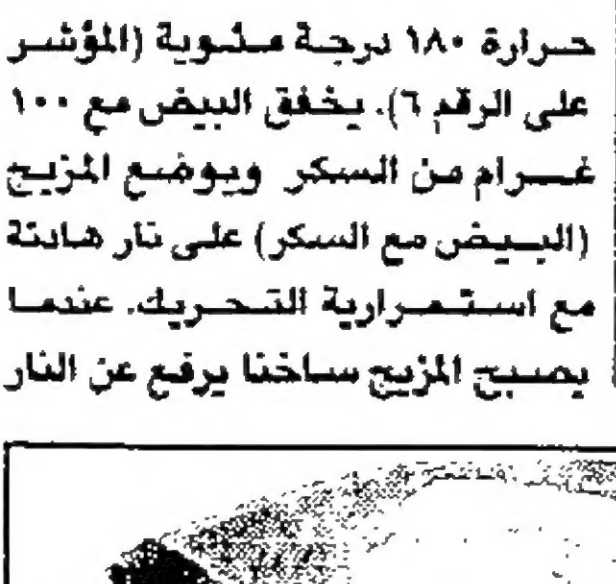 حرارة ١٨٠ درجة مئوية (المؤشر
على الرقم ٦). يخفق البيض مع ١٠٠
غرام من السكر ويوضع المزيج
(البيض مع السكر) على نار هادئة
مع استمرارية التحريك. عندما
يصبح المزيج ساخنا يرفع عن النار